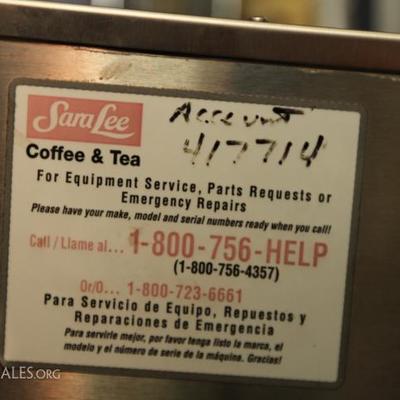 Sara Lee
Account
Coffee & Tea
417714
For Equipment Service, Parts Requests or
Emergency Repairs
Please have your make, model and serial numbers ready when you call!
Call / Llame al... 1-800-756-HELP
(1-800-756-4357)
Or/O... 1-800-723-6661
Para Servicio de Equipo, Repuestos y
Reparaciones de Emergencia
Para servirle mejor, por favor tenga listo la marca, el
modelo y el número de serie de la máquina. Gracias!
ALES.ORG